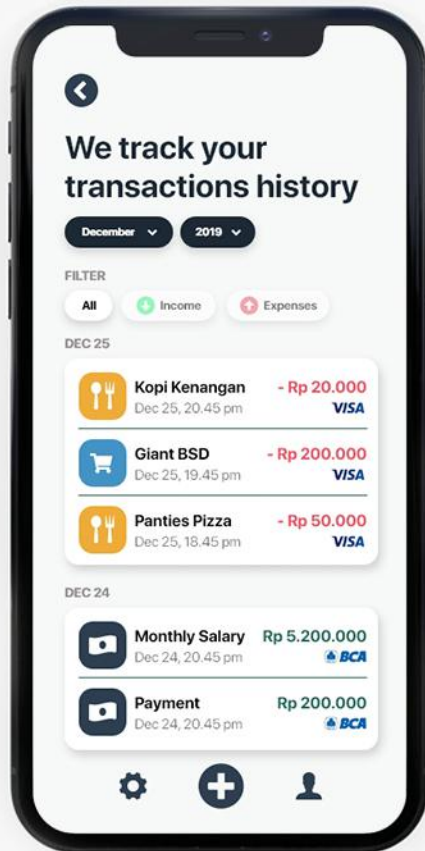 We track your
transactions history
December
2019
FILTER
All
Income
Expenses
DEC 25
Kopi Kenangan - Rp 20.000
Dec 25, 20.45 pm VISA
Giant BSD - Rp 200.000
Dec 25, 19.45 pm VISA
Panties Pizza - Rp 50.000
Dec 25, 18.45 pm VISA
DEC 24
Monthly Salary Rp 5.200.000
Dec 24, 20.45 pm BCA
Payment Rp 200.000
Dec 24, 20.45 pm BCA